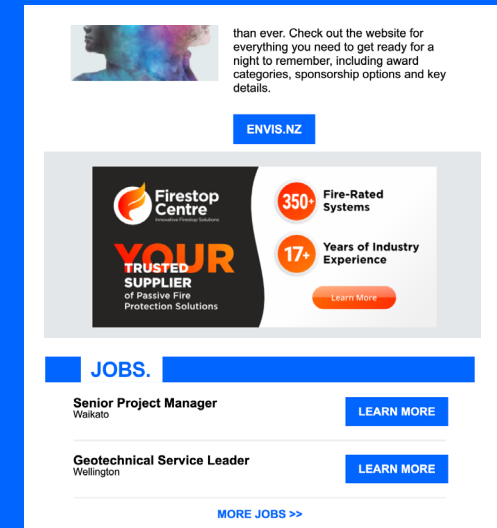 than ever. Check out the website for
everything you need to get ready for a
night to remember, including award
categories, sponsorship options and key
details.
ENVIS.NZ
Firestop
Centre
Innovative Firestop Solutions
YOUR
TRUSTED
SUPPLIER
of Passive Fire
Protection Solutions
350+
Fire-Rated
Systems
17+
Years of Industry
Experience
Learn More
JOBS.
Senior Project Manager
Waikato
LEARN MORE
Geotechnical Service Leader
Wellington
LEARN MORE
MORE JOBS >>